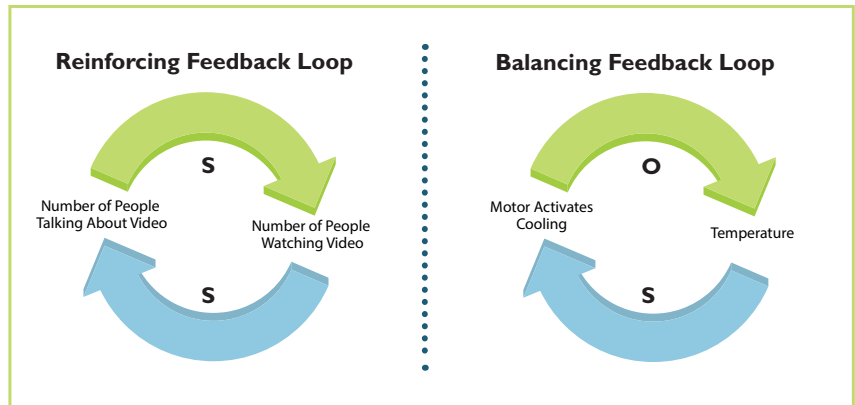 Reinforcing Feedback Loop
S
Number of People
Talking About Video
Number of People
Watching Video
S
Balancing Feedback Loop
O
Motor Activates
Cooling
Temperature
S